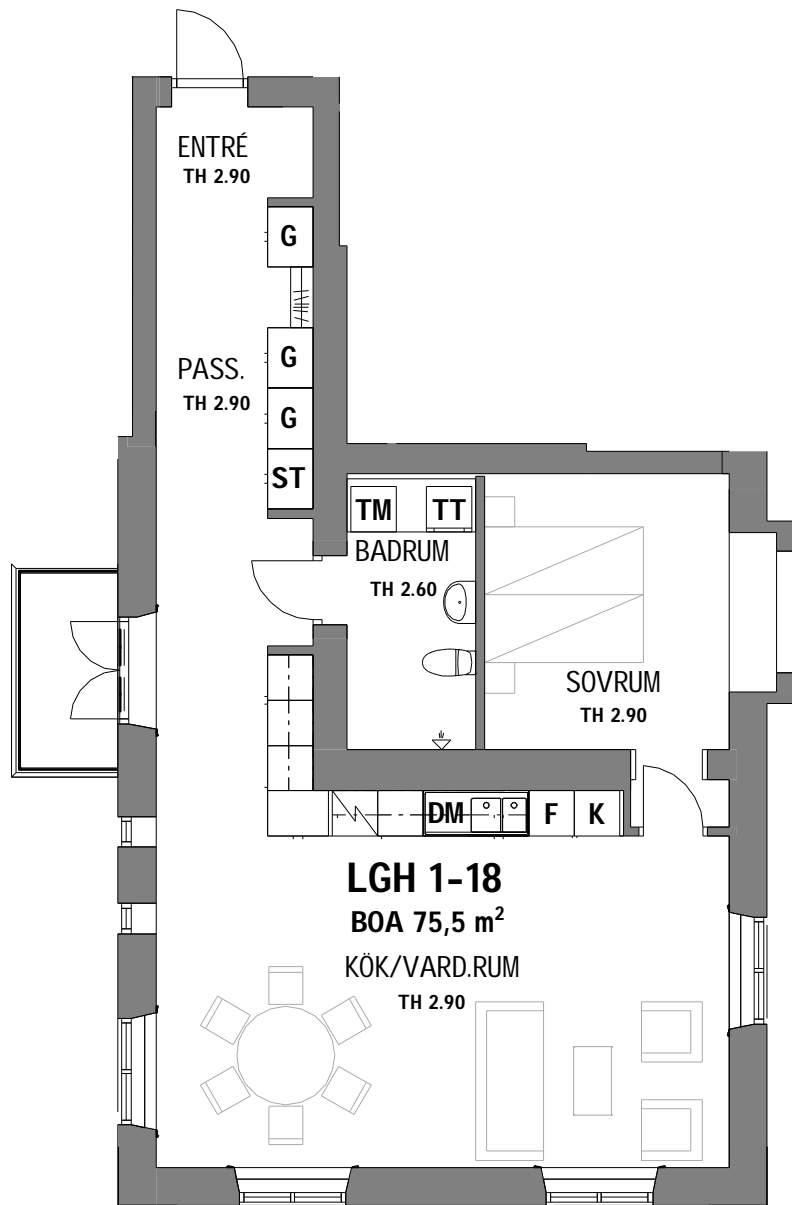 ENTRÉ
TH 2.90
G
PASS.
TH 2.90
G
G
ST
TM
TT
BADRUM
TH 2.60
SOVRUM
TH 2.90
DM
F
K
LGH 1-18
BOA 75,5 m²
KÖK/VARD.RUM
TH 2.90